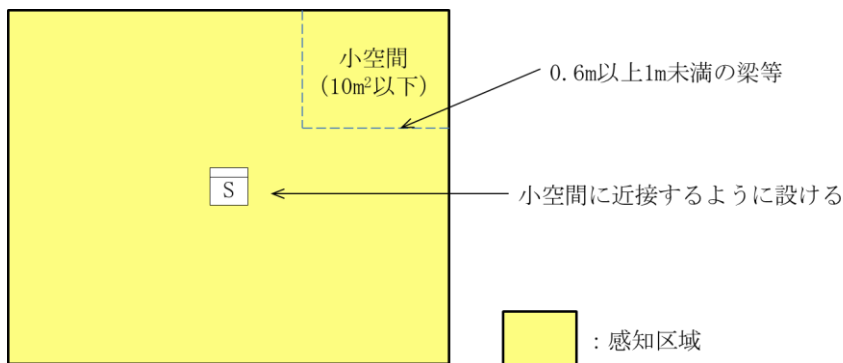 小空間
(10m²以下)
0.6m以上1m未満の梁等
S
小空間に近接するように設ける
：感知区域